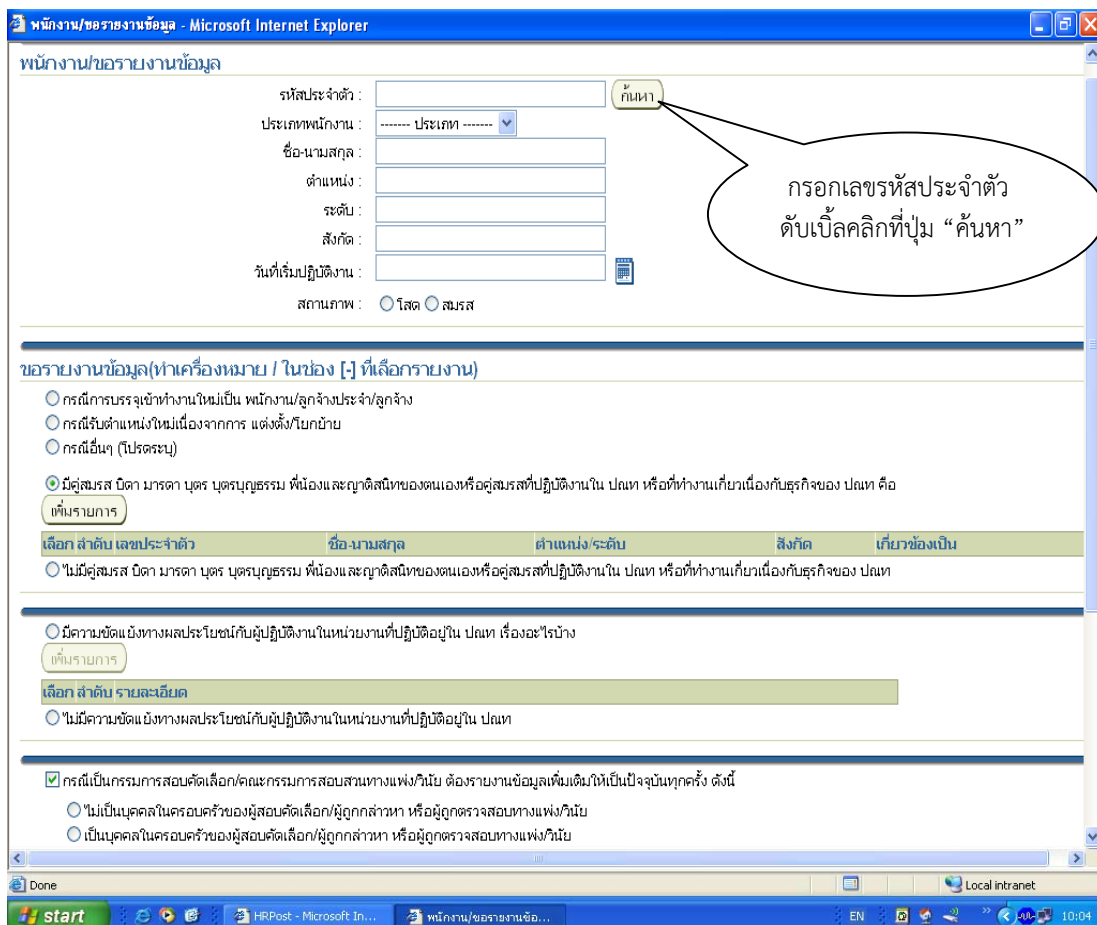 พนักงาน/ขอรายงานข้อมูล - Microsoft Internet Explorer
พนักงาน/ขอรายงานข้อมูล
รหัสประจำตัว :
ค้นหา
ประเภทพนักงาน :
------- ประเภท -------
ชื่อ-นามสกุล :
ตำแหน่ง :
ระดับ :
สังกัด :
วันที่เริ่มปฏิบัติงาน :
สถานภาพ :
โสด
สมรส
กรอกเลขรหัสประจำตัว
ดับเบิ้ลคลิกที่ปุ่ม “ค้นหา”
ขอรายงานข้อมูล(ทำเครื่องหมาย / ในช่อง [-] ที่เลือกรายงาน)
กรณีการบรรจุเข้าทำงานใหม่เป็น พนักงาน/ลูกจ้างประจำ/ลูกจ้าง
กรณีรับตำแหน่งใหม่เนื่องจากการ แต่งตั้ง/โยกย้าย
กรณีอื่นๆ (โปรดระบุ)
มีคู่สมรส บิดา มารดา บุตร บุตรบุญธรรม พี่น้องและญาติสนิทของตนเองหรือคู่สมรสที่ปฏิบัติงานใน ปณท หรือที่ทำงานเกี่ยวเนื่องกับธุรกิจของ ปณท คือ
เพิ่มรายการ
เลือก ลำดับ เลขประจำตัว ชื่อ-นามสกุล ตำแหน่ง/ระดับ สังกัด เกี่ยวข้องเป็น
ไม่มีคู่สมรส บิดา มารดา บุตร บุตรบุญธรรม พี่น้องและญาติสนิทของตนเองหรือคู่สมรสที่ปฏิบัติงานใน ปณท หรือที่ทำงานเกี่ยวเนื่องกับธุรกิจของ ปณท
มีความขัดแย้งทางผลประโยชน์กับผู้ปฏิบัติงานในหน่วยงานที่ปฏิบัติอยู่ใน ปณท เรื่องอะไรบ้าง
เพิ่มรายการ
เลือก ลำดับ รายละเอียด
ไม่มีความขัดแย้งทางผลประโยชน์กับผู้ปฏิบัติงานในหน่วยงานที่ปฏิบัติอยู่ใน ปณท
กรณีเป็นกรรมการสอบคัดเลือก/คณะกรรมการสอบสวนทางแพ่ง/วินัย ต้องรายงานข้อมูลเพิ่มเติมให้เป็นปัจจุบันทุกครั้ง ดังนี้
ไม่เป็นบุคคลในครอบครัวของผู้สอบคัดเลือก/ผู้ถูกกล่าวหา หรือผู้ถูกตรวจสอบทางแพ่ง/วินัย
เป็นบุคคลในครอบครัวของผู้สอบคัดเลือก/ผู้ถูกกล่าวหา หรือผู้ถูกตรวจสอบทางแพ่ง/วินัย
Done
Local intranet
start
HRPost - Microsoft In...
พนักงาน/ขอรายงานข้อ...
EN
10:04